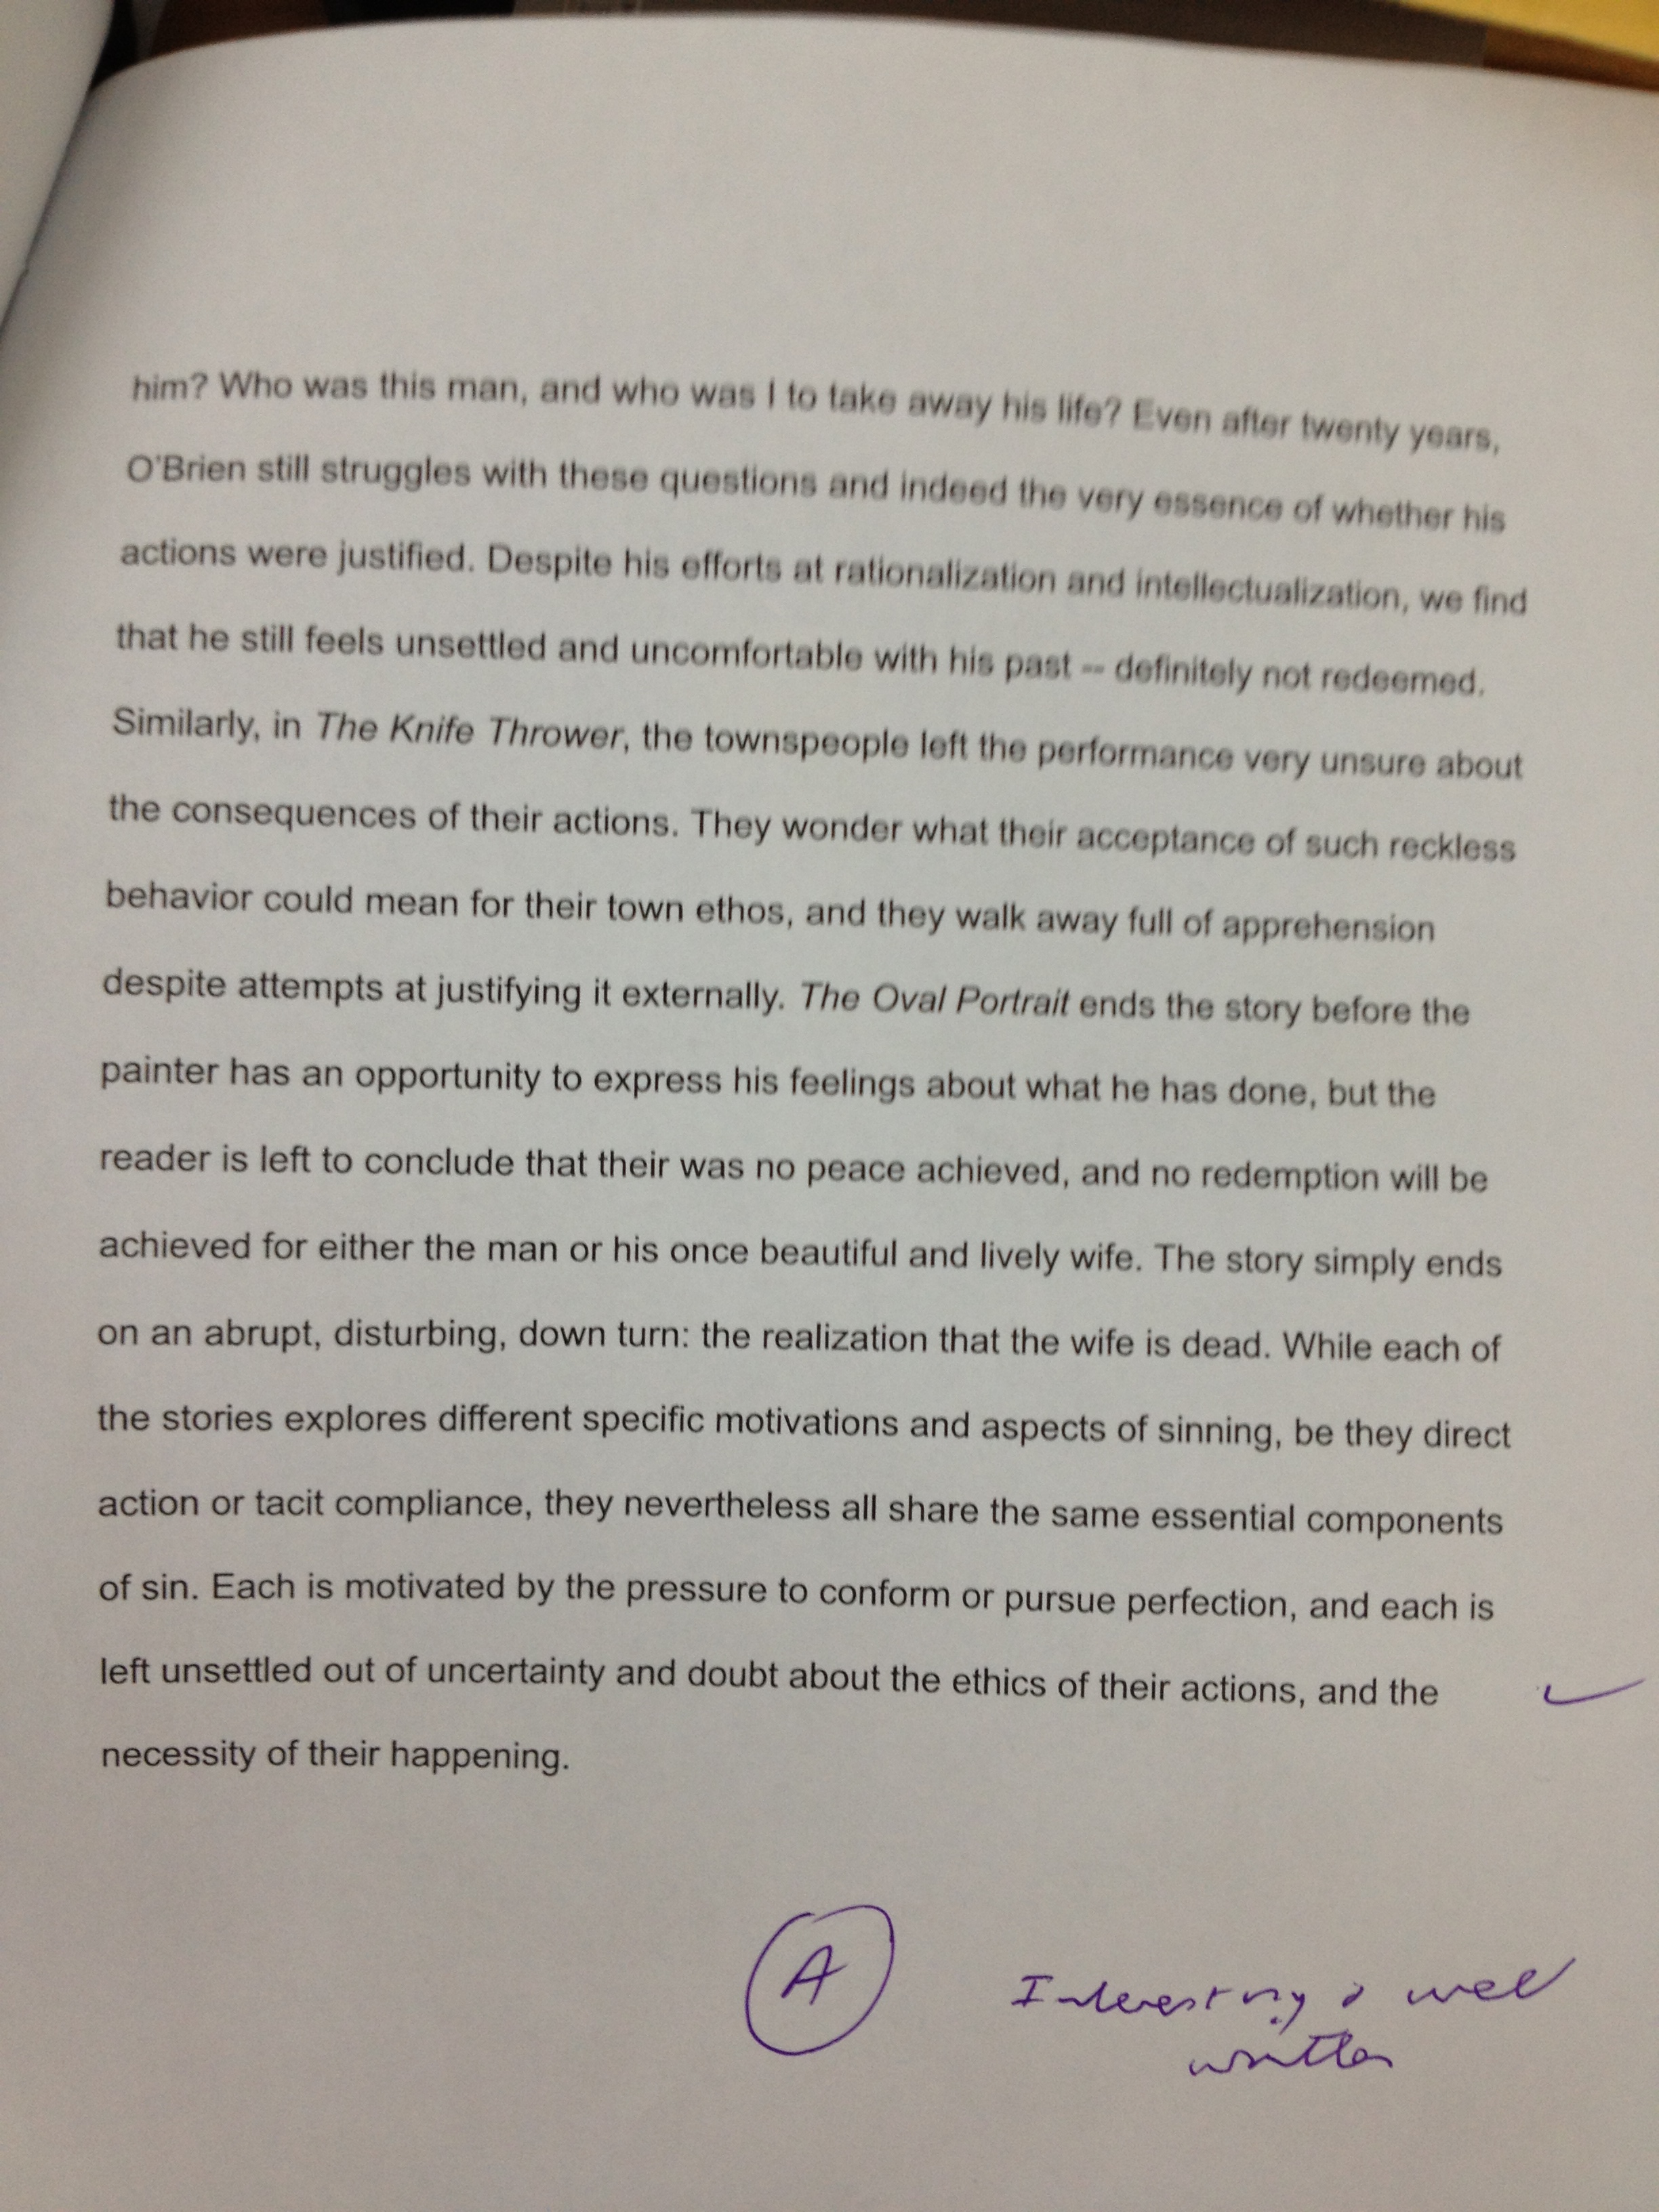 him? Who was this man, and who was I to take away his life? Even after twenty years,
O'Brien still struggles with these questions and indeed the very essence of whether his
actions were justified. Despite his efforts at rationalization and intellectualization, we find
that he still feels unsettled and uncomfortable with his past -- definitely not redeemed.
Similarly, in The Knife Thrower, the townspeople left the performance very unsure about
the consequences of their actions. They wonder what their acceptance of such reckless
behavior could mean for their town ethos, and they walk away full of apprehension
despite attempts at justifying it externally. The Oval Portrait ends the story before the
painter has an opportunity to express his feelings about what he has done, but the
reader is left to conclude that their was no peace achieved, and no redemption will be
achieved for either the man or his once beautiful and lively wife. The story simply ends
on an abrupt, disturbing, down turn: the realization that the wife is dead. While each of
the stories explores different specific motivations and aspects of sinning, be they direct
action or tacit compliance, they nevertheless all share the same essential components
of sin. Each is motivated by the pressure to conform or pursue perfection, and each is
left unsettled out of uncertainty and doubt about the ethics of their actions, and the
necessity of their happening.
A
Interesting & well
written